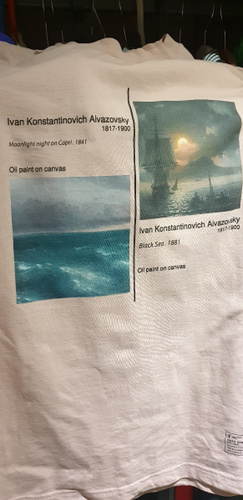 Ivan Konstantinovich Aivazovsky
1817-1900
Moonlight night on Capri. 1841
Oil paint on canvas
Ivan Konstantinovich Aivazovsky
1817-1900
Black Sea. 1881
Oil paint on canvas